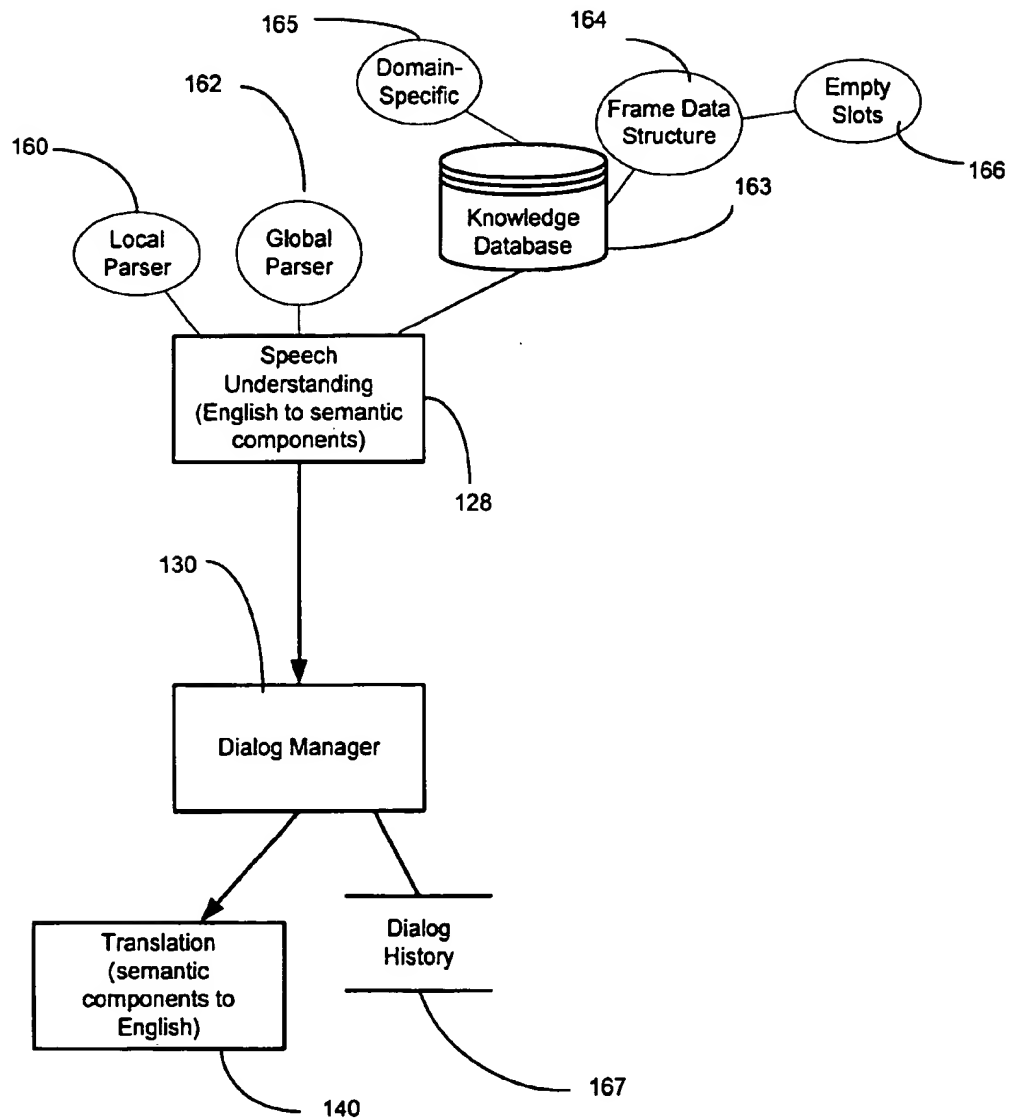 165
164
Domain-
Specific
162
Empty
Slots
Frame Data
Structure
160
166
163
Knowledge
Database
Local
Parser
Global
Parser
Speech
Understanding
(English to semantic
components)
128
130
Dialog Manager
Translation
(semantic
components to
English)
Dialog
History
167
140